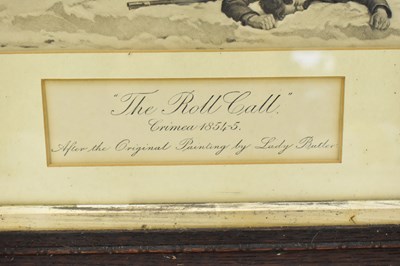 "The Roll Call."
Crimea 1854-5.
After the Original Painting by Lady Butler